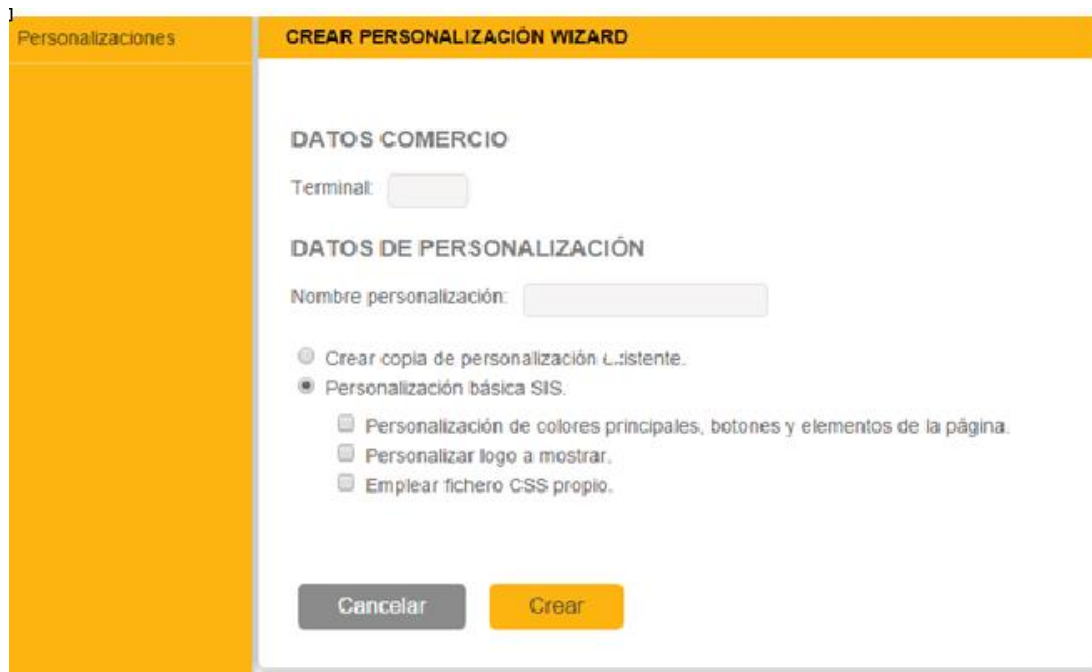 Personalizaciones
CREAR PERSONALIZACIÓN WIZARD
DATOS COMERCIO
Terminal:
DATOS DE PERSONALIZACIÓN
Nombre personalización:
Crear copia de personalización existente.
Personalización básica SIS.
Personalización de colores principales, botones y elementos de la página.
Personalizar logo a mostrar.
Emplear fichero CSS propio.
Cancelar
Crear